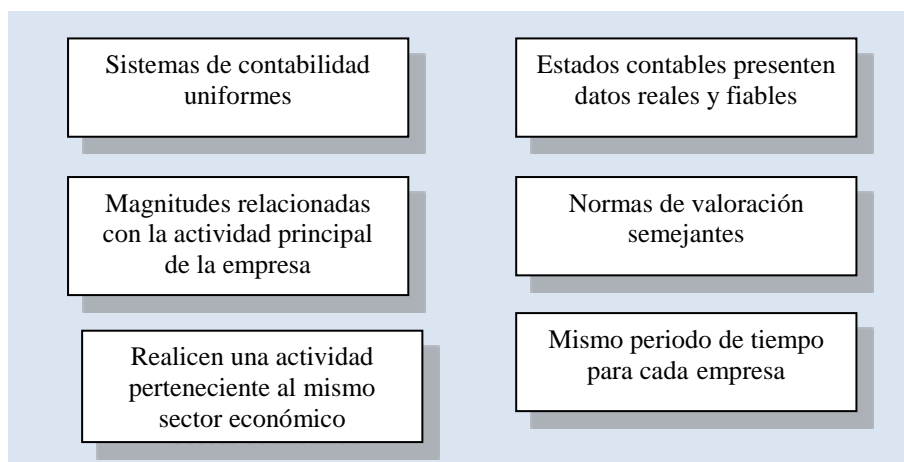 Sistemas de contabilidad
uniformes
Estados contables presenten
datos reales y fiables
Magnitudes relacionadas
con la actividad principal
de la empresa
Normas de valoración
semejantes
Realicen una actividad
perteneciente al mismo
sector económico
Mismo periodo de tiempo
para cada empresa